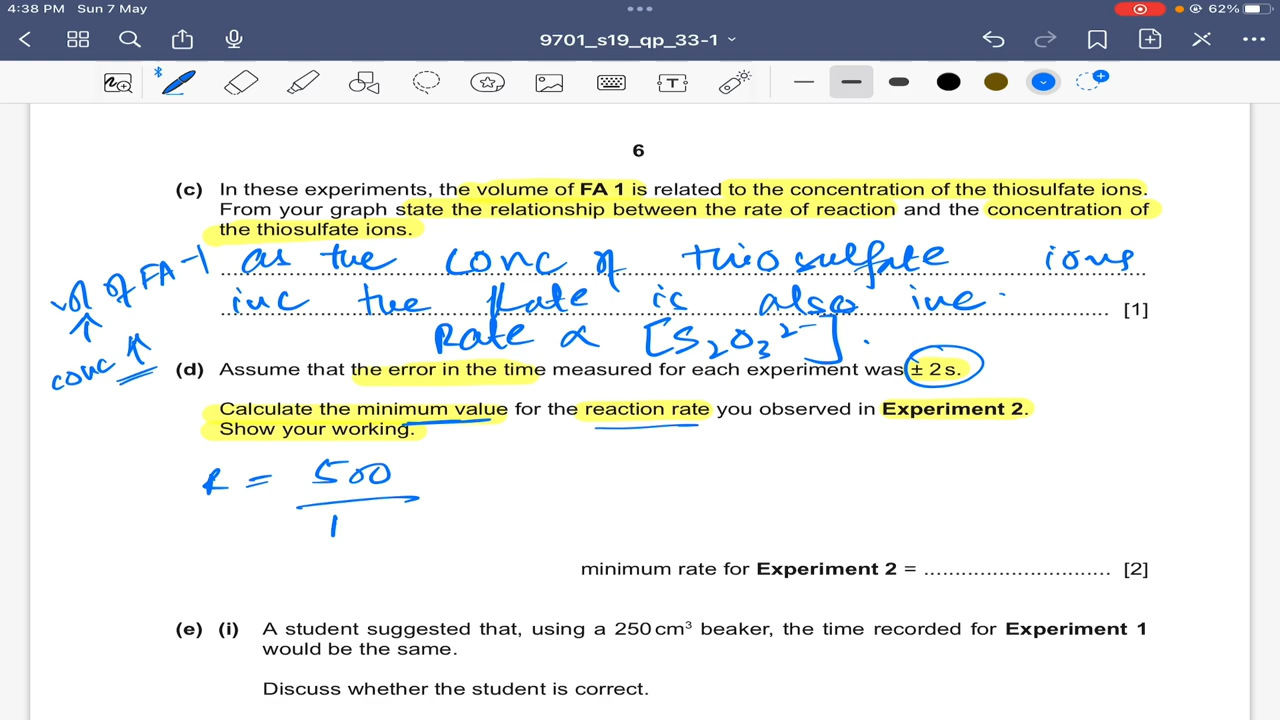 4:38 PM Sun 7 May
62%
9701_s19_qp_33-1
6
(c) In these experiments, the volume of FA 1 is related to the concentration of the thiosulfate ions.
From your graph state the relationship between the rate of reaction and the concentration of
the thiosulfate ions.
vol of FA-1
↑
conc ↑
as the conc of thiosulfate ions
inc the Rate is also inc.
[1]
Rate ∝ [S₂O₃²⁻].
(d) Assume that the error in the time measured for each experiment was ± 2 s.
Calculate the minimum value for the reaction rate you observed in Experiment 2.
Show your working.
R = 500
1
minimum rate for Experiment 2 = .............................. [2]
(e) (i) A student suggested that, using a 250 cm³ beaker, the time recorded for Experiment 1
would be the same.
Discuss whether the student is correct.